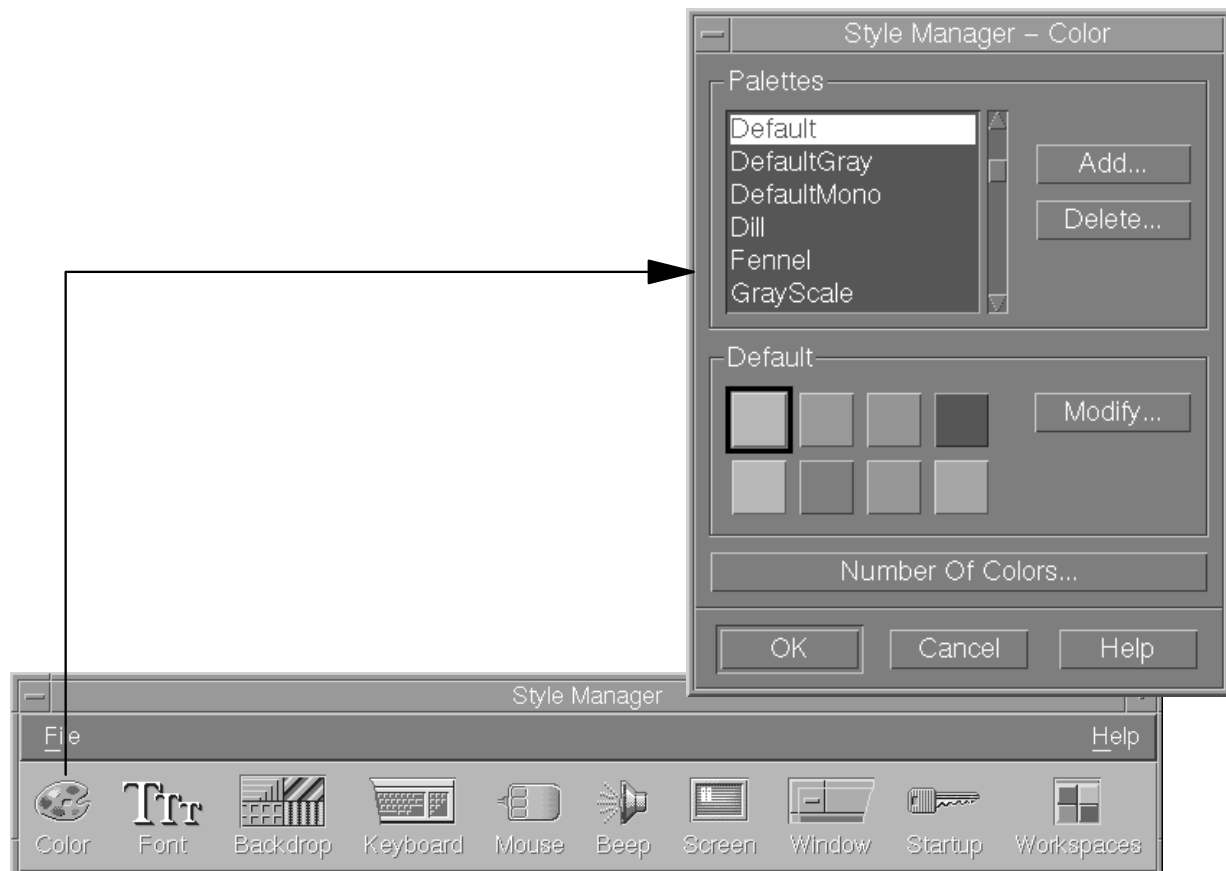 Style Manager – Color
Palettes
Default
DefaultGray
DefaultMono
Dill
Fennel
GrayScale
Add...
Delete...
Default
Modify...
Number Of Colors...
OK Cancel Help
Style Manager
File Help
TTT
Color Font Backdrop Keyboard Mouse Beep Screen Window Startup Workspaces